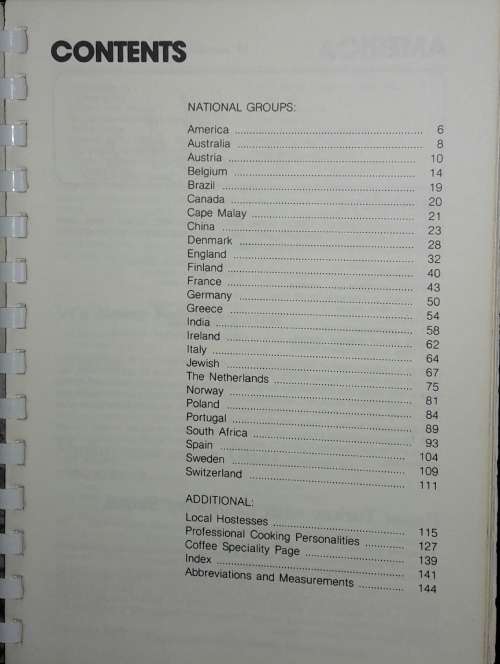 CONTENTS
NATIONAL GROUPS:
America ........ 6
Australia ........ 8
Austria ........ 10
Belgium ........ 14
Brazil ........ 19
Canada ........ 20
Cape Malay ........ 21
China ........ 23
Denmark ........ 28
England ........ 32
Finland ........ 40
France ........ 43
Germany ........ 50
Greece ........ 54
India ........ 58
Ireland ........ 62
Italy ........ 64
Jewish ........ 67
The Netherlands ........ 75
Norway ........ 81
Poland ........ 84
Portugal ........ 89
South Africa ........ 93
Spain ........ 104
Sweden ........ 109
Switzerland ........ 111
ADDITIONAL:
Local Hostesses ........ 115
Professional Cooking Personalities ........ 127
Coffee Speciality Page ........ 139
Index ........ 141
Abbreviations and Measurements ........ 144